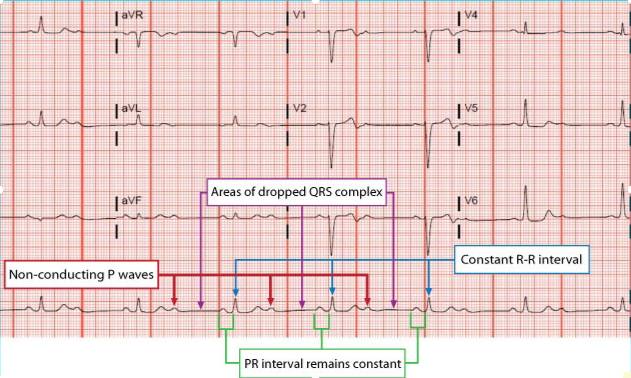 aVR
V1
V4
aVL
V2
V5
Areas of dropped QRS complex
aVF
V6
Constant R-R interval
Non-conducting P waves
PR interval remains constant